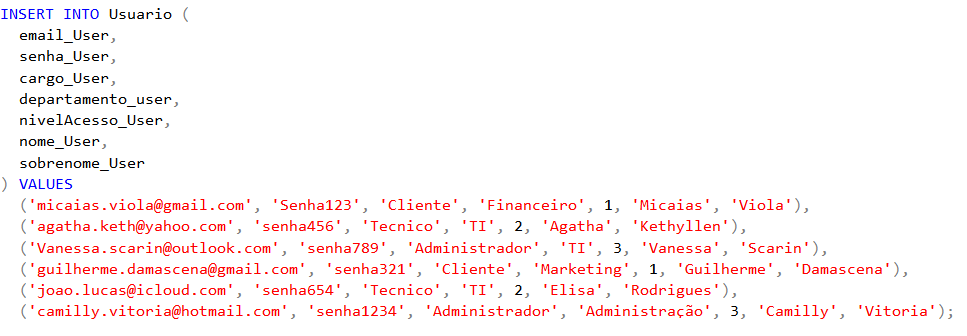 INSERT INTO Usuario (
email_User,
senha_User,
cargo_User,
departamento_user,
nivelAcesso_User,
nome_User,
sobrenome_User
) VALUES
('micaias.viola@gmail.com', 'Senha123', 'Cliente', 'Financeiro', 1, 'Micaias', 'Viola'),
('agatha.keth@yahoo.com', 'senha456', 'Tecnico', 'TI', 2, 'Agatha', 'Kethyllen'),
('Vanessa.scarin@outlook.com', 'senha789', 'Administrador', 'TI', 3, 'Vanessa', 'Scarin'),
('guilherme.damascena@gmail.com', 'senha321', 'Cliente', 'Marketing', 1, 'Guilherme', 'Damascena'),
('joao.lucas@icloud.com', 'senha654', 'Tecnico', 'TI', 2, 'Elisa', 'Rodrigues'),
('camilly.vitoria@hotmail.com', 'senha1234', 'Administrador', 'Administração', 3, 'Camilly', 'Vitoria');